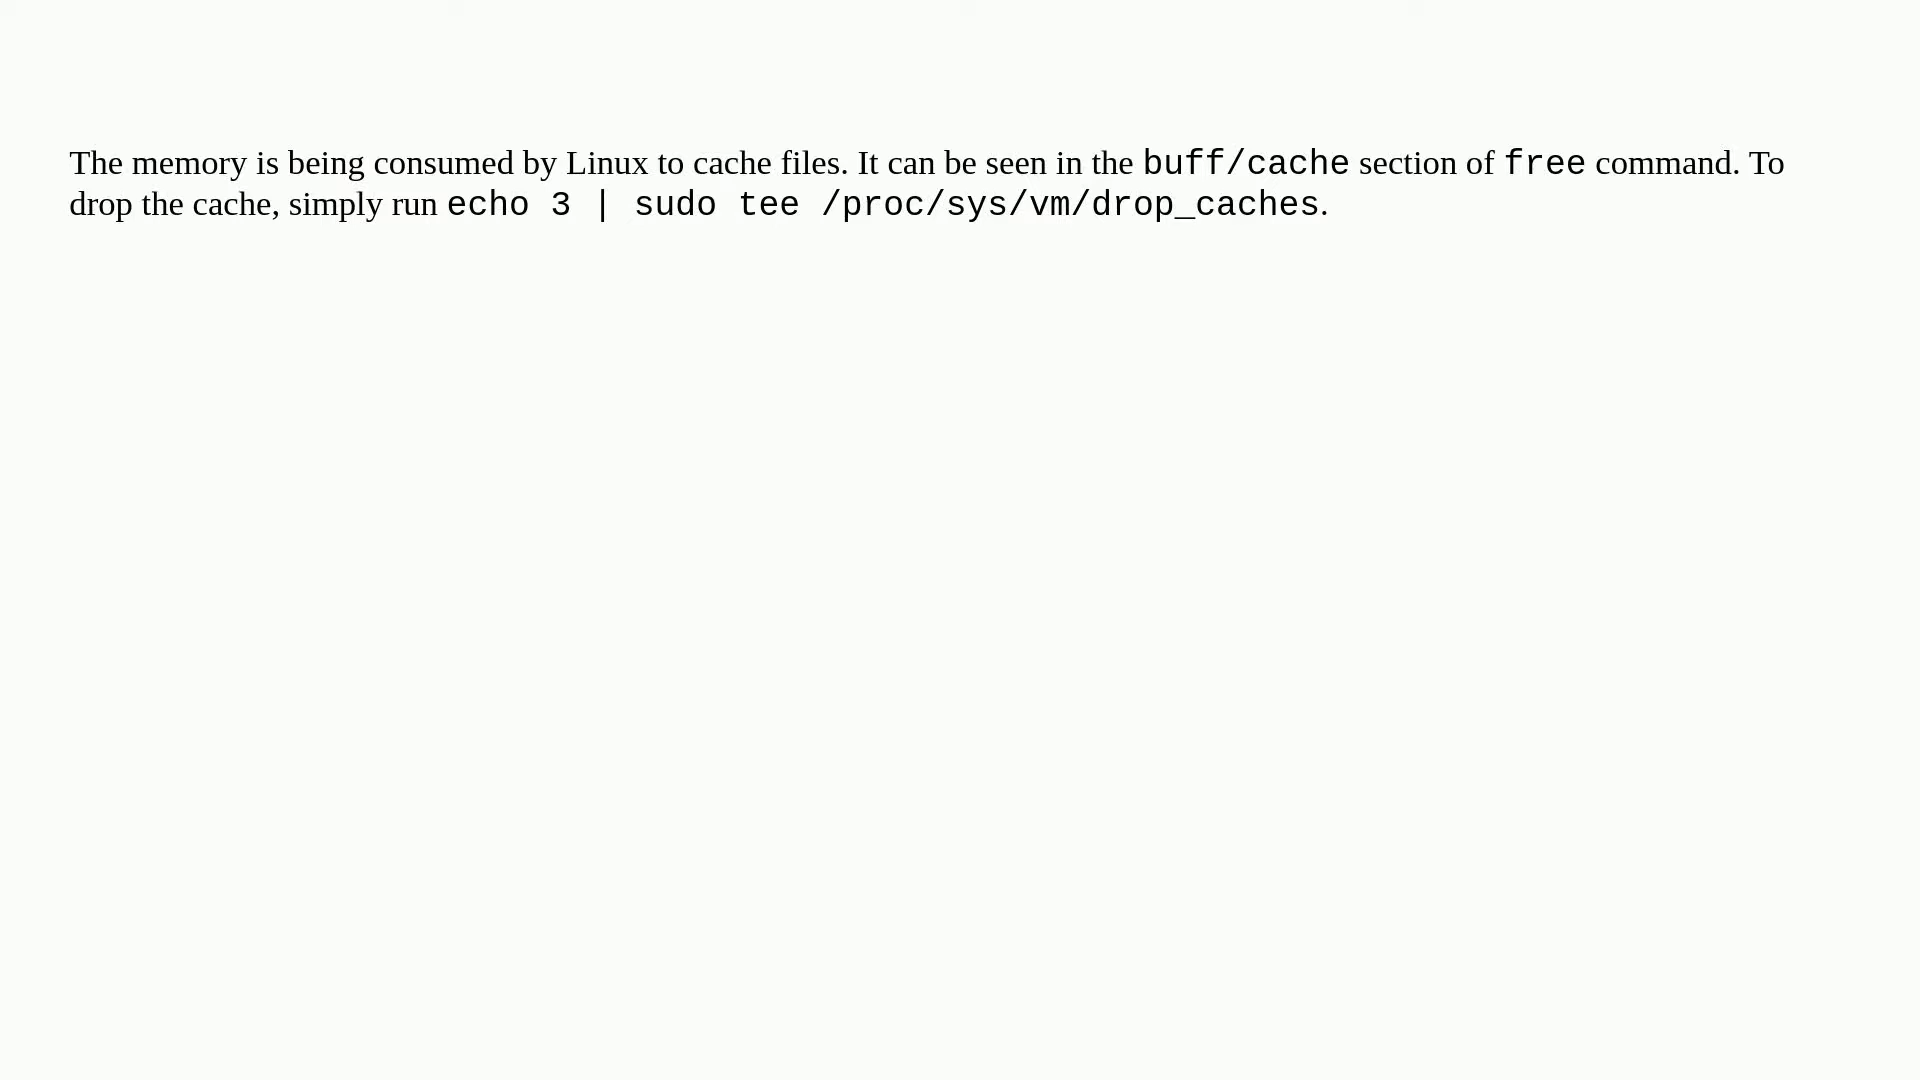 The memory is being consumed by Linux to cache files. It can be seen in the buff/cache section of free command. To
drop the cache, simply run echo 3 | sudo tee /proc/sys/vm/drop_caches.